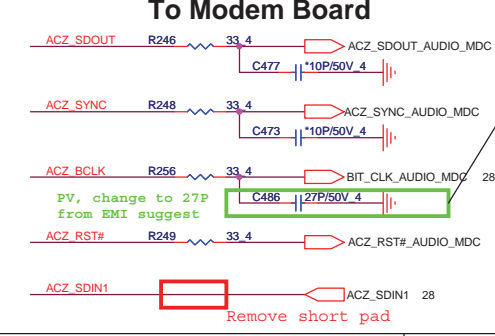 To Modem Board
ACZ_SDOUT R246 33_4 ACZ_SDOUT_AUDIO_MDC
C477 *10P/50V_4
ACZ_SYNC R248 33_4 ACZ_SYNC_AUDIO_MDC
C473 *10P/50V_4
ACZ_BCLK R256 33_4 BIT_CLK_AUDIO_MDC 28
PV, change to 27P C486 27P/50V_4
from EMI suggest
ACZ_RST# R249 33_4 ACZ_RST#_AUDIO_MDC
ACZ_SDIN1 ACZ_SDIN1 28
Remove short pad